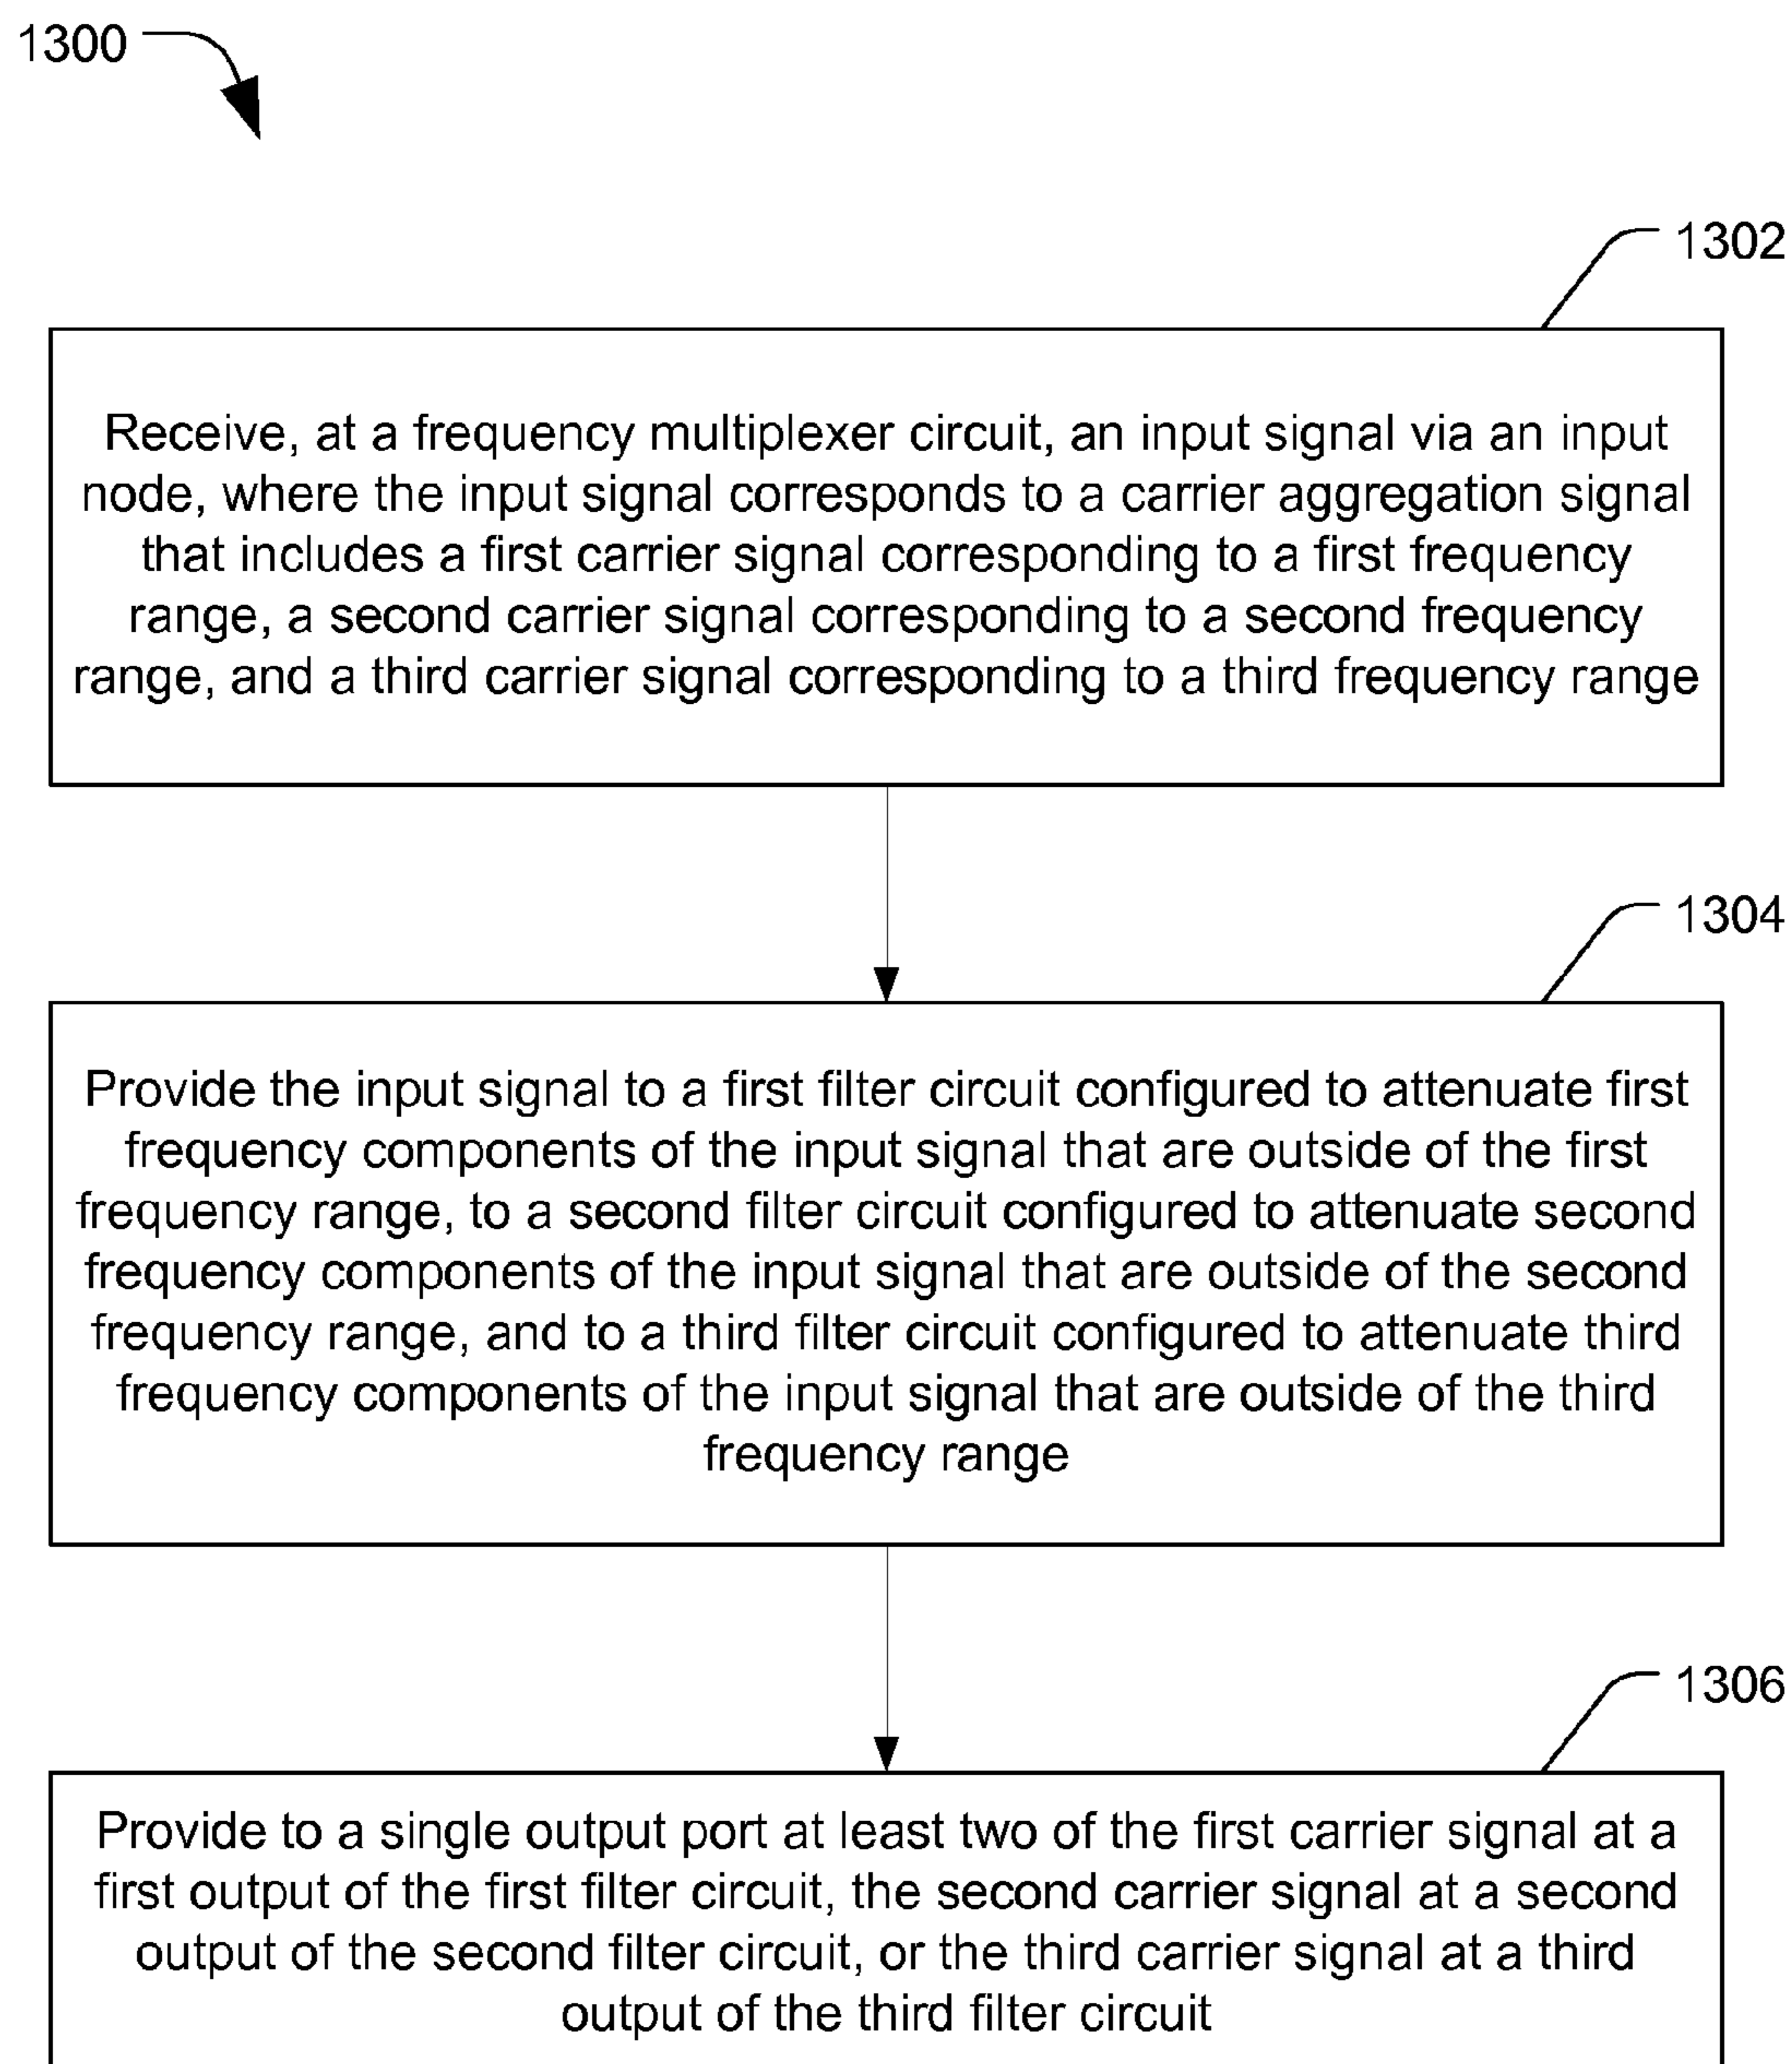 1300
1302
Receive, at a frequency multiplexer circuit, an input signal via an input
node, where the input signal corresponds to a carrier aggregation signal
that includes a first carrier signal corresponding to a first frequency
range, a second carrier signal corresponding to a second frequency
range, and a third carrier signal corresponding to a third frequency range
1304
Provide the input signal to a first filter circuit configured to attenuate first
frequency components of the input signal that are outside of the first
frequency range, to a second filter circuit configured to attenuate second
frequency components of the input signal that are outside of the second
frequency range, and to a third filter circuit configured to attenuate third
frequency components of the input signal that are outside of the third
frequency range
1306
Provide to a single output port at least two of the first carrier signal at a
first output of the first filter circuit, the second carrier signal at a second
output of the second filter circuit, or the third carrier signal at a third
output of the third filter circuit